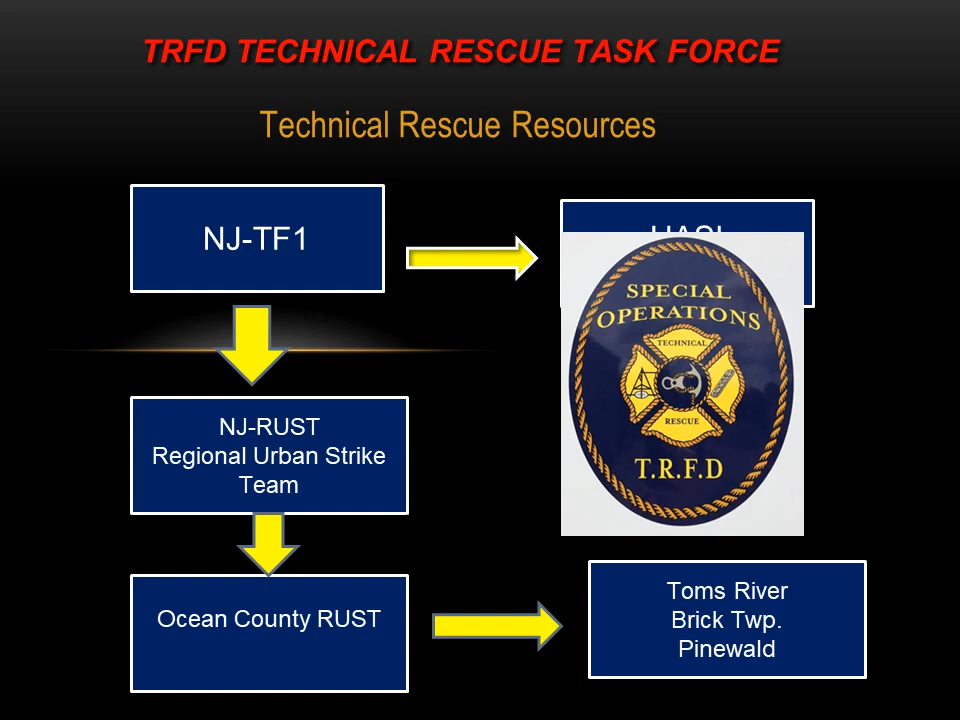 TRFD TECHNICAL RESCUE TASK FORCE
Technical Rescue Resources
NJ-TF1
SPECIAL
OPERATIONS
TECHNICAL
RESCUE
T.R.F.D
NJ-RUST
Regional Urban Strike
Team
Ocean County RUST
Toms River
Brick Twp.
Pinewald